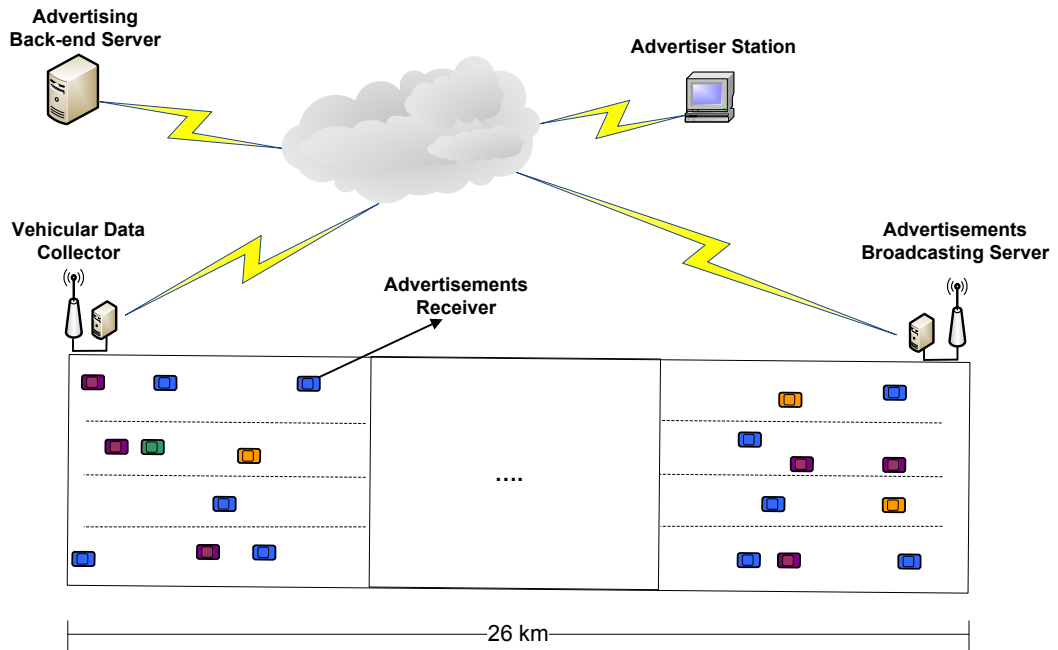 Advertising
Back-end Server
Advertiser Station
Vehicular Data
Collector
Advertisements
Broadcasting Server
Advertisements
Receiver
....
26 km